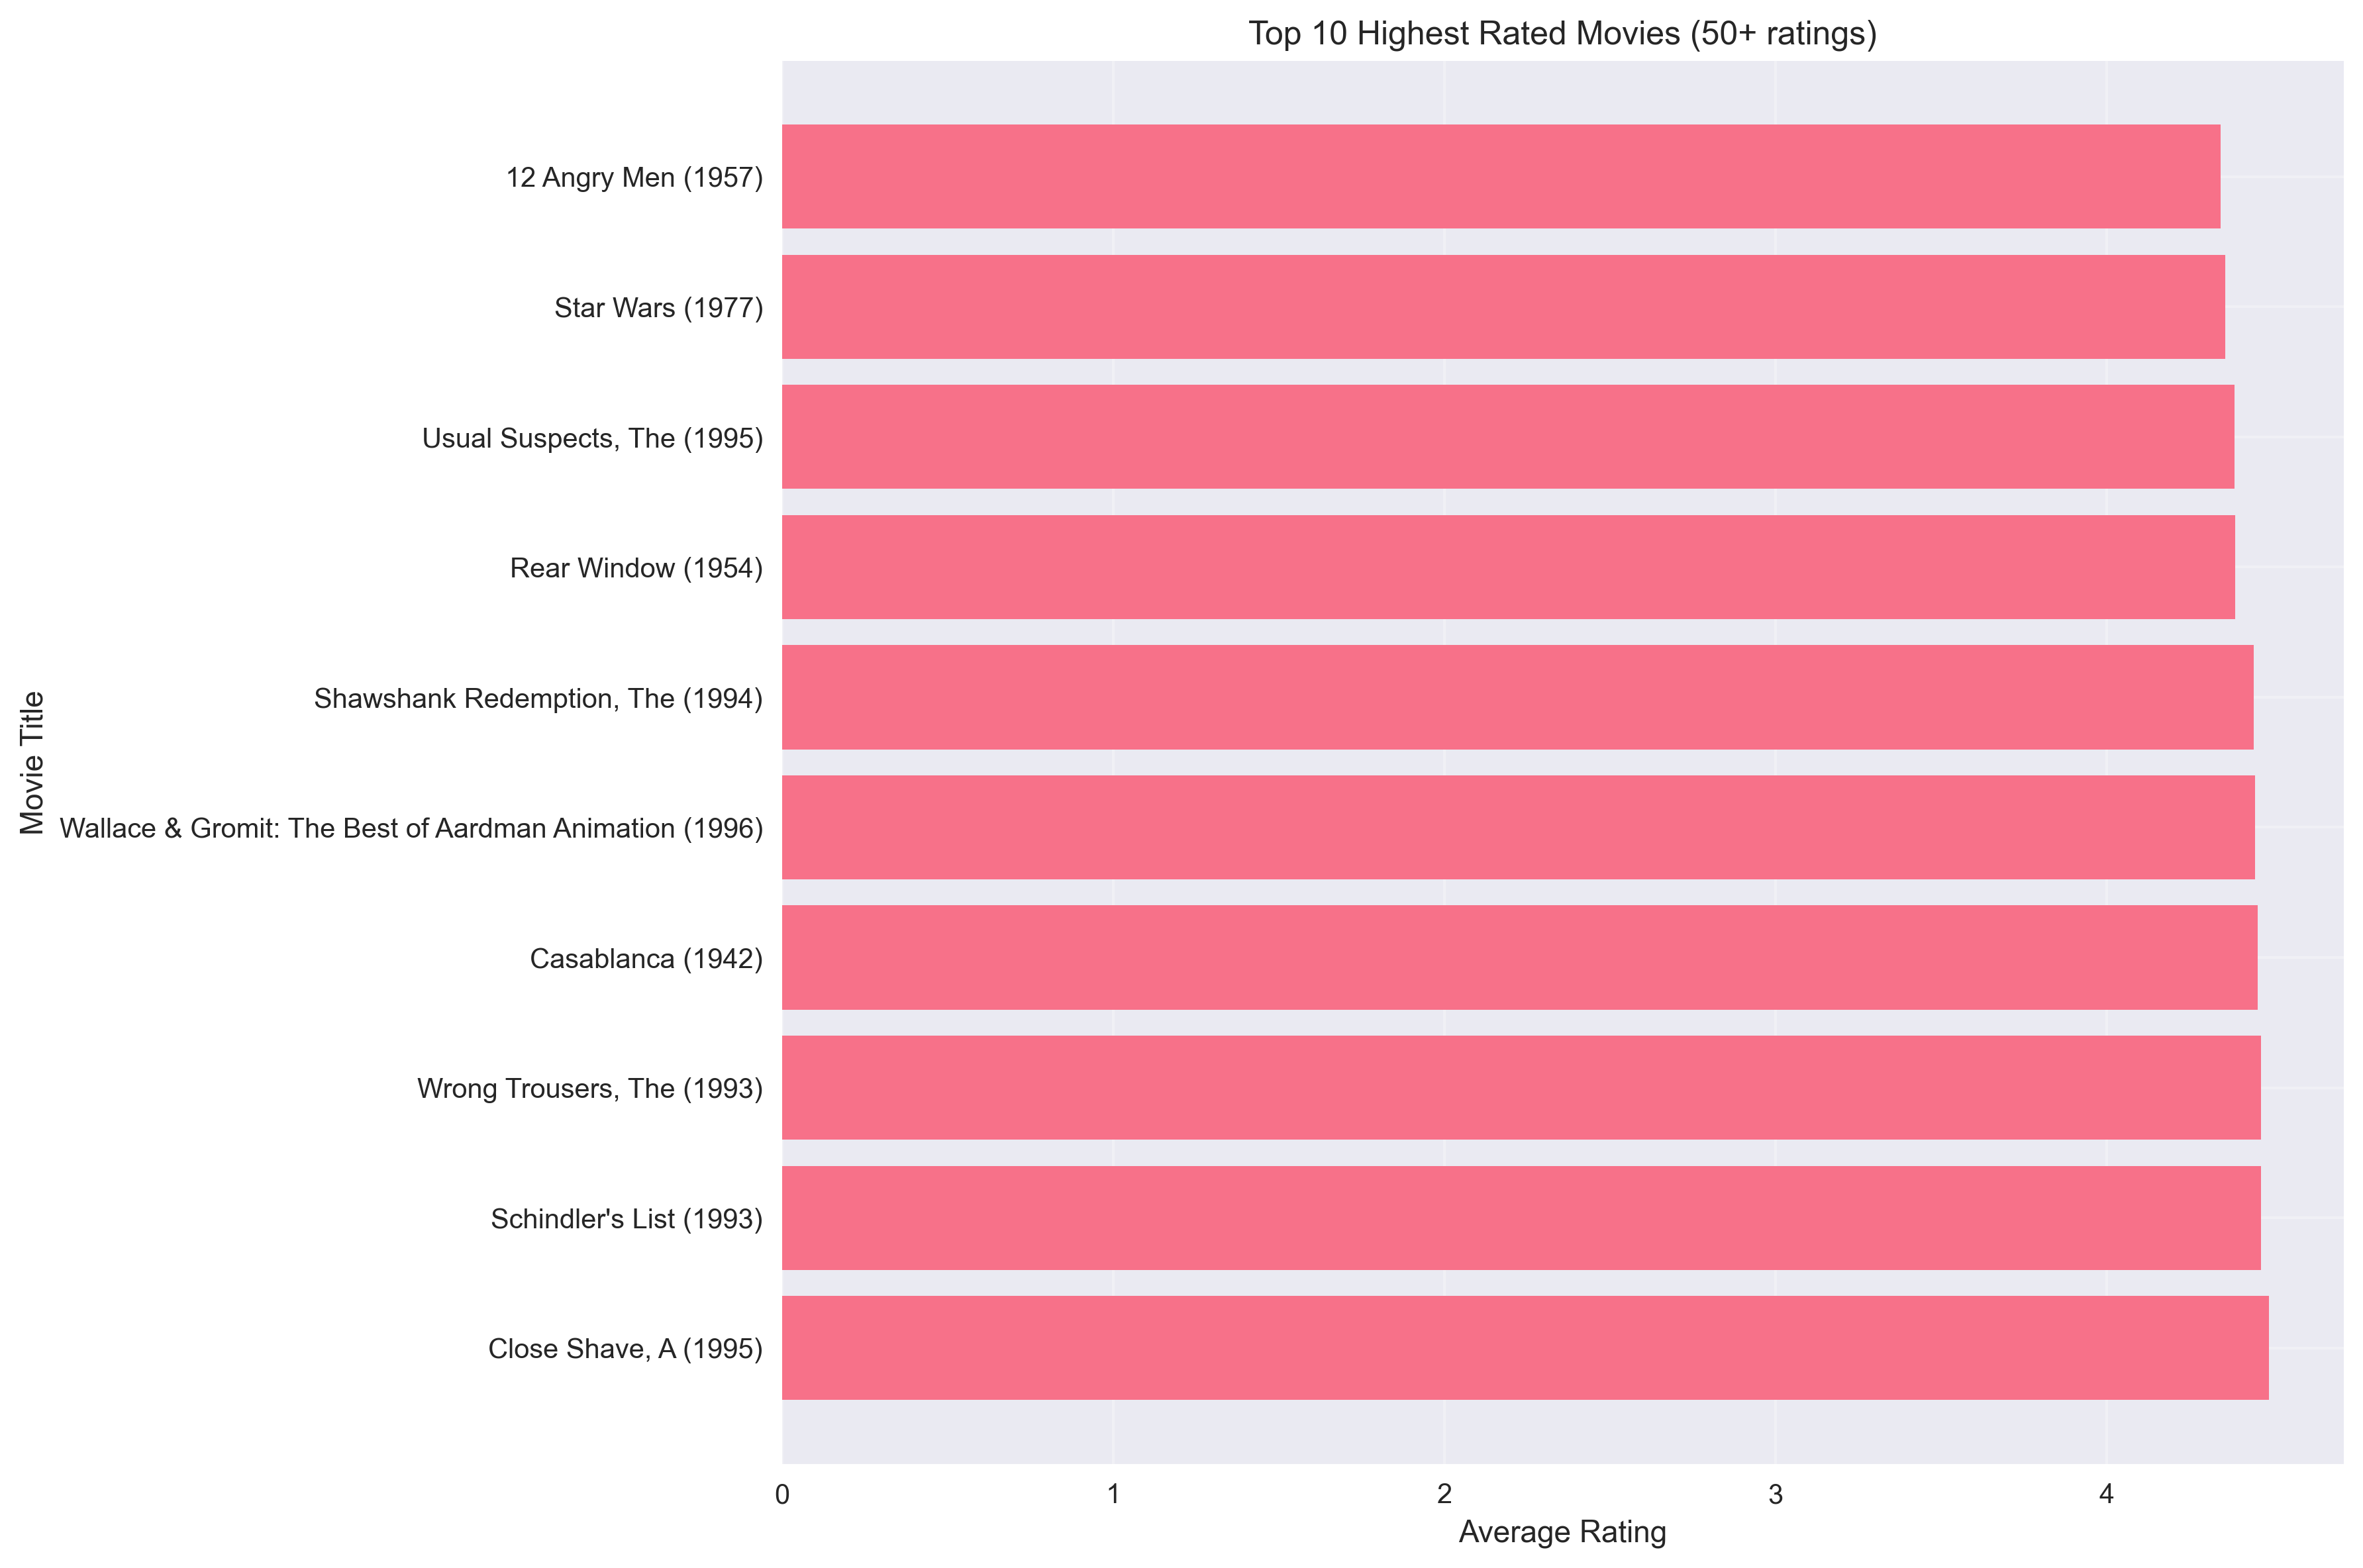 Top 10 Highest Rated Movies (50+ ratings)
Movie Title
12 Angry Men (1957)
Star Wars (1977)
Usual Suspects, The (1995)
Rear Window (1954)
Shawshank Redemption, The (1994)
Wallace & Gromit: The Best of Aardman Animation (1996)
Casablanca (1942)
Wrong Trousers, The (1993)
Schindler's List (1993)
Close Shave, A (1995)
0 1 2 3 4
Average Rating